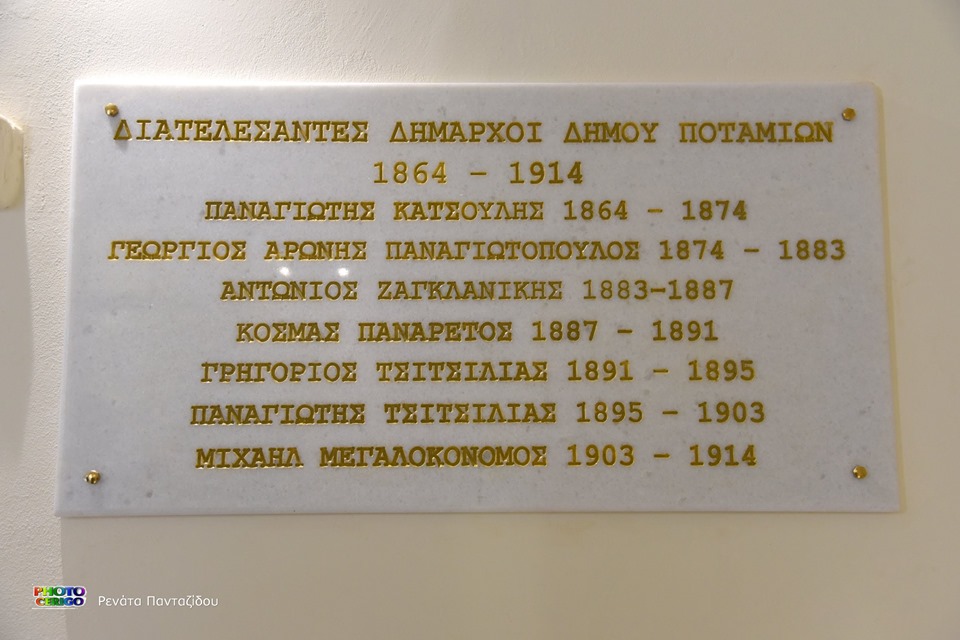 ΔΙΑΤΕΛΕΣΑΝΤΕΣ ΔΗΜΑΡΧΟΙ ΔΗΜΟΥ ΠΟΤΑΜΙΩΝ
1864 - 1914
ΠΑΝΑΓΙΩΤΗΣ ΚΑΤΣΟΥΛΗΣ 1864 - 1874
ΓΕΩΡΓΙΟΣ ΑΡΩΝΗΣ ΠΑΝΑΓΙΩΤΟΠΟΥΛΟΣ 1874 - 1883
ΑΝΤΩΝΙΟΣ ΖΑΓΚΛΑΝΙΚΗΣ 1883-1887
ΚΟΣΜΑΣ ΠΑΝΑΡΕΤΟΣ 1887 - 1891
ΓΡΗΓΟΡΙΟΣ ΤΣΙΤΣΙΛΙΑΣ 1891 - 1895
ΠΑΝΑΓΙΩΤΗΣ ΤΣΙΤΣΙΛΙΑΣ 1895 - 1903
ΜΙΧΑΗΛ ΜΕΓΑΛΟΚΟΝΟΜΟΣ 1903 - 1914
PHOTO
CERIGO
Ρενάτα Πανταζίδου